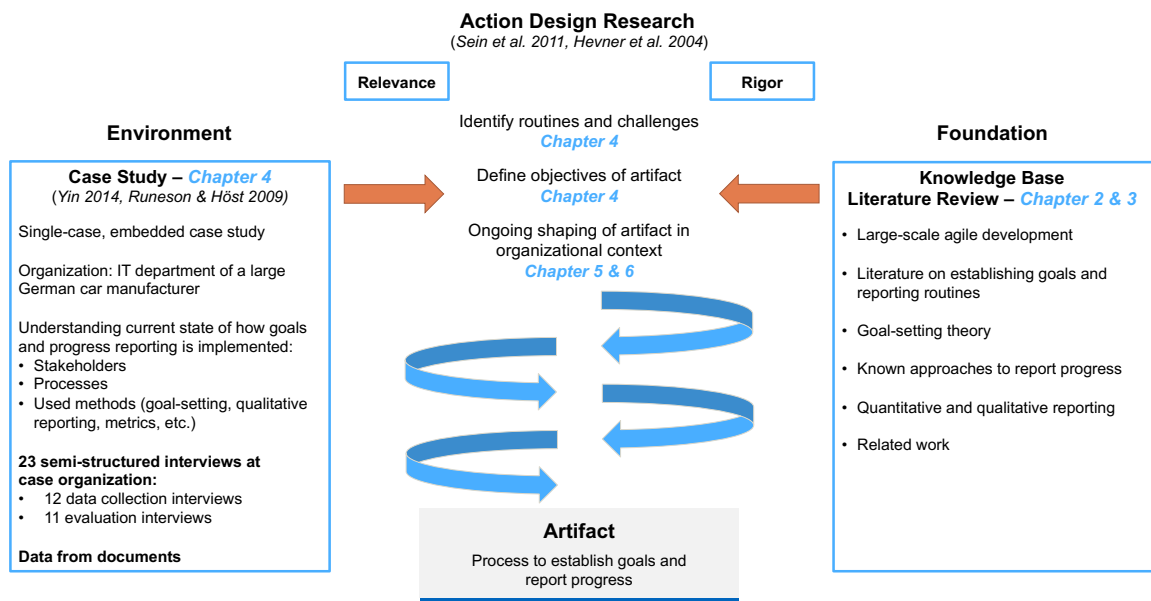 Action Design Research
(Sein et al. 2011, Hevner et al. 2004)
Relevance
Rigor
Environment
Case Study – Chapter 4
(Yin 2014, Runeson & Höst 2009)
Single-case, embedded case study
Organization: IT department of a large
German car manufacturer
Understanding current state of how goals
and progress reporting is implemented:
• Stakeholders
• Processes
• Used methods (goal-setting, qualitative
reporting, metrics, etc.)
23 semi-structured interviews at
case organization:
• 12 data collection interviews
• 11 evaluation interviews
Data from documents
Identify routines and challenges
Chapter 4
Define objectives of artifact
Chapter 4
Ongoing shaping of artifact in
organizational context
Chapter 5 & 6
Artifact
Process to establish goals and
report progress
Foundation
Knowledge Base
Literature Review – Chapter 2 & 3
• Large-scale agile development
• Literature on establishing goals and
reporting routines
• Goal-setting theory
• Known approaches to report progress
• Quantitative and qualitative reporting
• Related work